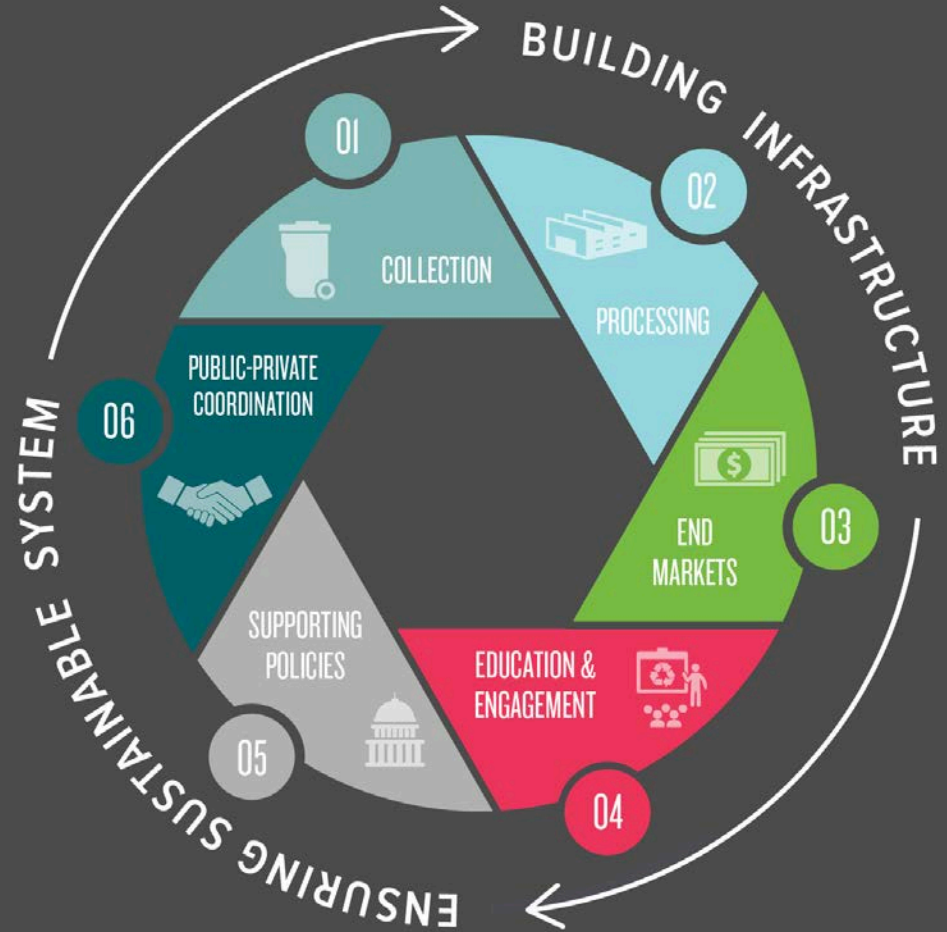 BUILDING INFRASTRUCTURE
01
COLLECTION
02
PROCESSING
03
END
MARKETS
04
EDUCATION &
ENGAGEMENT
05
SUPPORTING
POLICIES
06
PUBLIC-PRIVATE
COORDINATION
ENSURING SUSTAINABLE SYSTEM
$